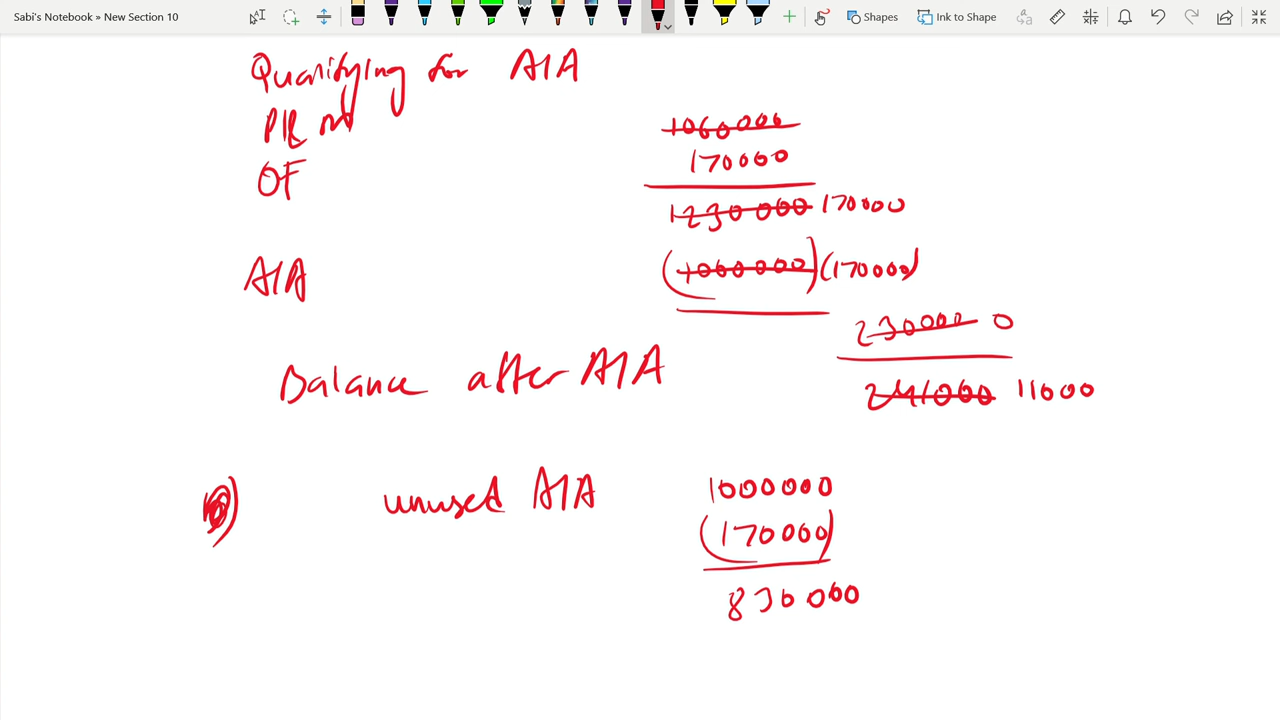 Sabi's Notebook » New Section 10
Shapes
Ink to Shape
Qualifying for AIA
1060000
170000
OF
1230000 170000
AIA
(1000000) (170000)
230000 0
Balance after AIA
241000 11000
unused AIA 1000000
(170000)
830000